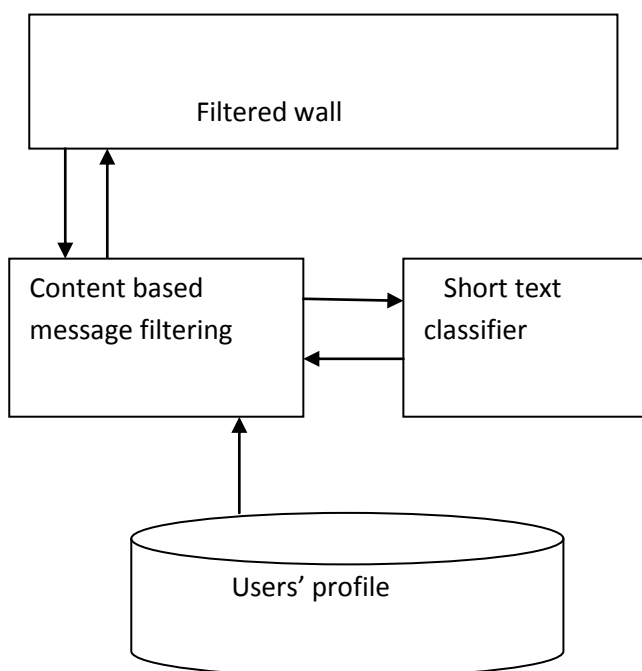 Filtered wall
Content based
message filtering
Short text
classifier
Users’ profile